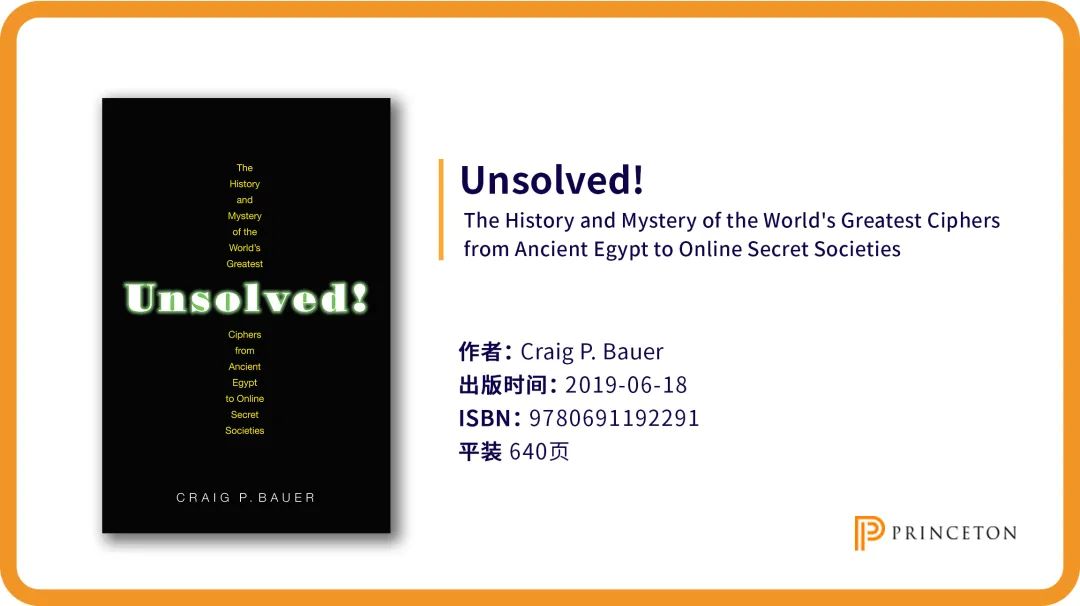 The
History
and
Mystery
of the
World's
Greatest
Unsolved!
Ciphers
from
Ancient
Egypt
to Online
Secret
Societies
CRAIG P. BAUER
Unsolved!
The History and Mystery of the World's Greatest Ciphers
from Ancient Egypt to Online Secret Societies
作者：Craig P. Bauer
出版时间：2019-06-18
ISBN：9780691192291
平装 640页
PRINCETON